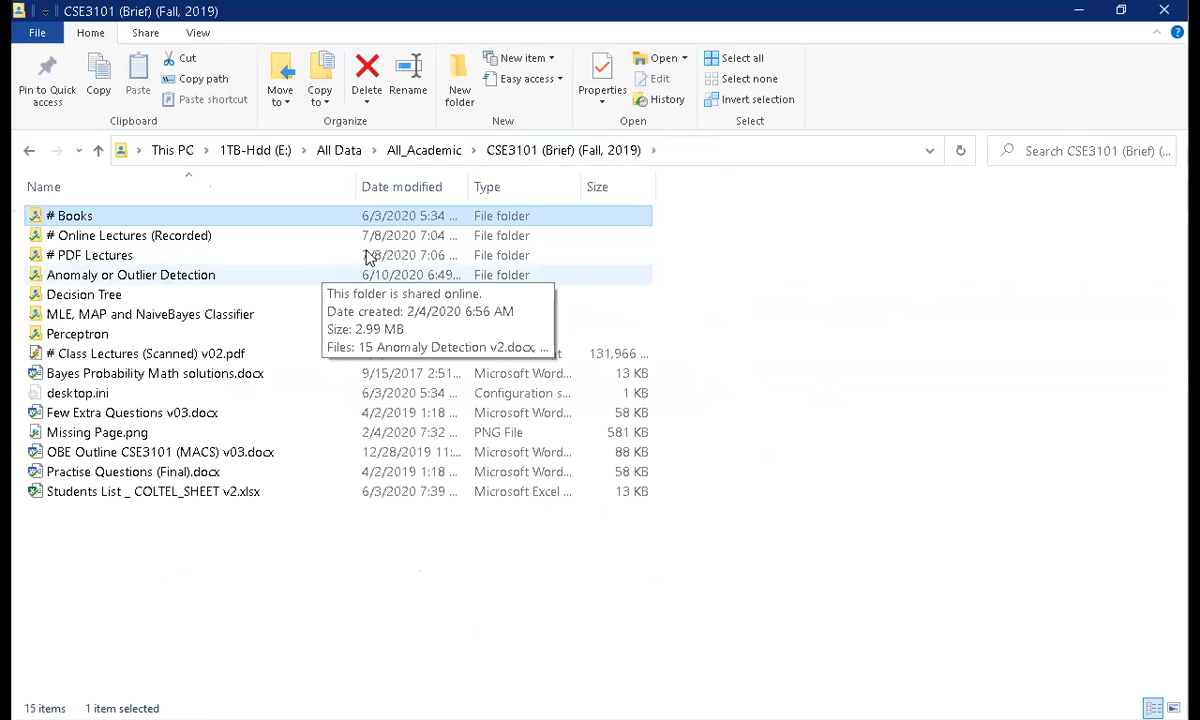 CSE3101 (Brief) (Fall, 2019)
File Home Share View
Pin to Quick access
Copy
Paste
Cut
Copy path
Paste shortcut
Clipboard
Move to
Copy to
Delete
Rename
Organize
New folder
New item
Easy access
New
Properties
Open
Edit
History
Open
Select all
Select none
Invert selection
Select
This PC > 1TB-Hdd (E:) > All Data > All_Academic > CSE3101 (Brief) (Fall, 2019) >
Search CSE3101 (Brief) (...
Name Date modified Type Size
# Books 6/3/2020 5:34 ... File folder
# Online Lectures (Recorded) 7/8/2020 7:04 ... File folder
# PDF Lectures 7/8/2020 7:06 ... File folder
Anomaly or Outlier Detection 6/10/2020 6:49... File folder
Decision Tree
MLE, MAP and NaiveBayes Classifier
Perceptron
This folder is shared online.
Date created: 2/4/2020 6:56 AM
Size: 2.99 MB
Files: 15 Anomaly Detection v2.docx, ...
# Class Lectures (Scanned) v02.pdf 131,966 ...
Bayes Probability Math solutions.docx 9/15/2017 2:51... Microsoft Word... 13 KB
desktop.ini 6/3/2020 5:34 ... Configuration s... 1 KB
Few Extra Questions v03.docx 4/2/2019 1:18 ... Microsoft Word... 58 KB
Missing Page.png 2/4/2020 7:32 ... PNG File 581 KB
OBE Outline CSE3101 (MACS) v03.docx 12/28/2019 11:... Microsoft Word... 88 KB
Practise Questions (Final).docx 4/2/2019 1:18 ... Microsoft Word... 58 KB
Students List _ COLTEL_SHEET v2.xlsx 6/3/2020 7:39 ... Microsoft Excel ... 13 KB
15 items 1 item selected